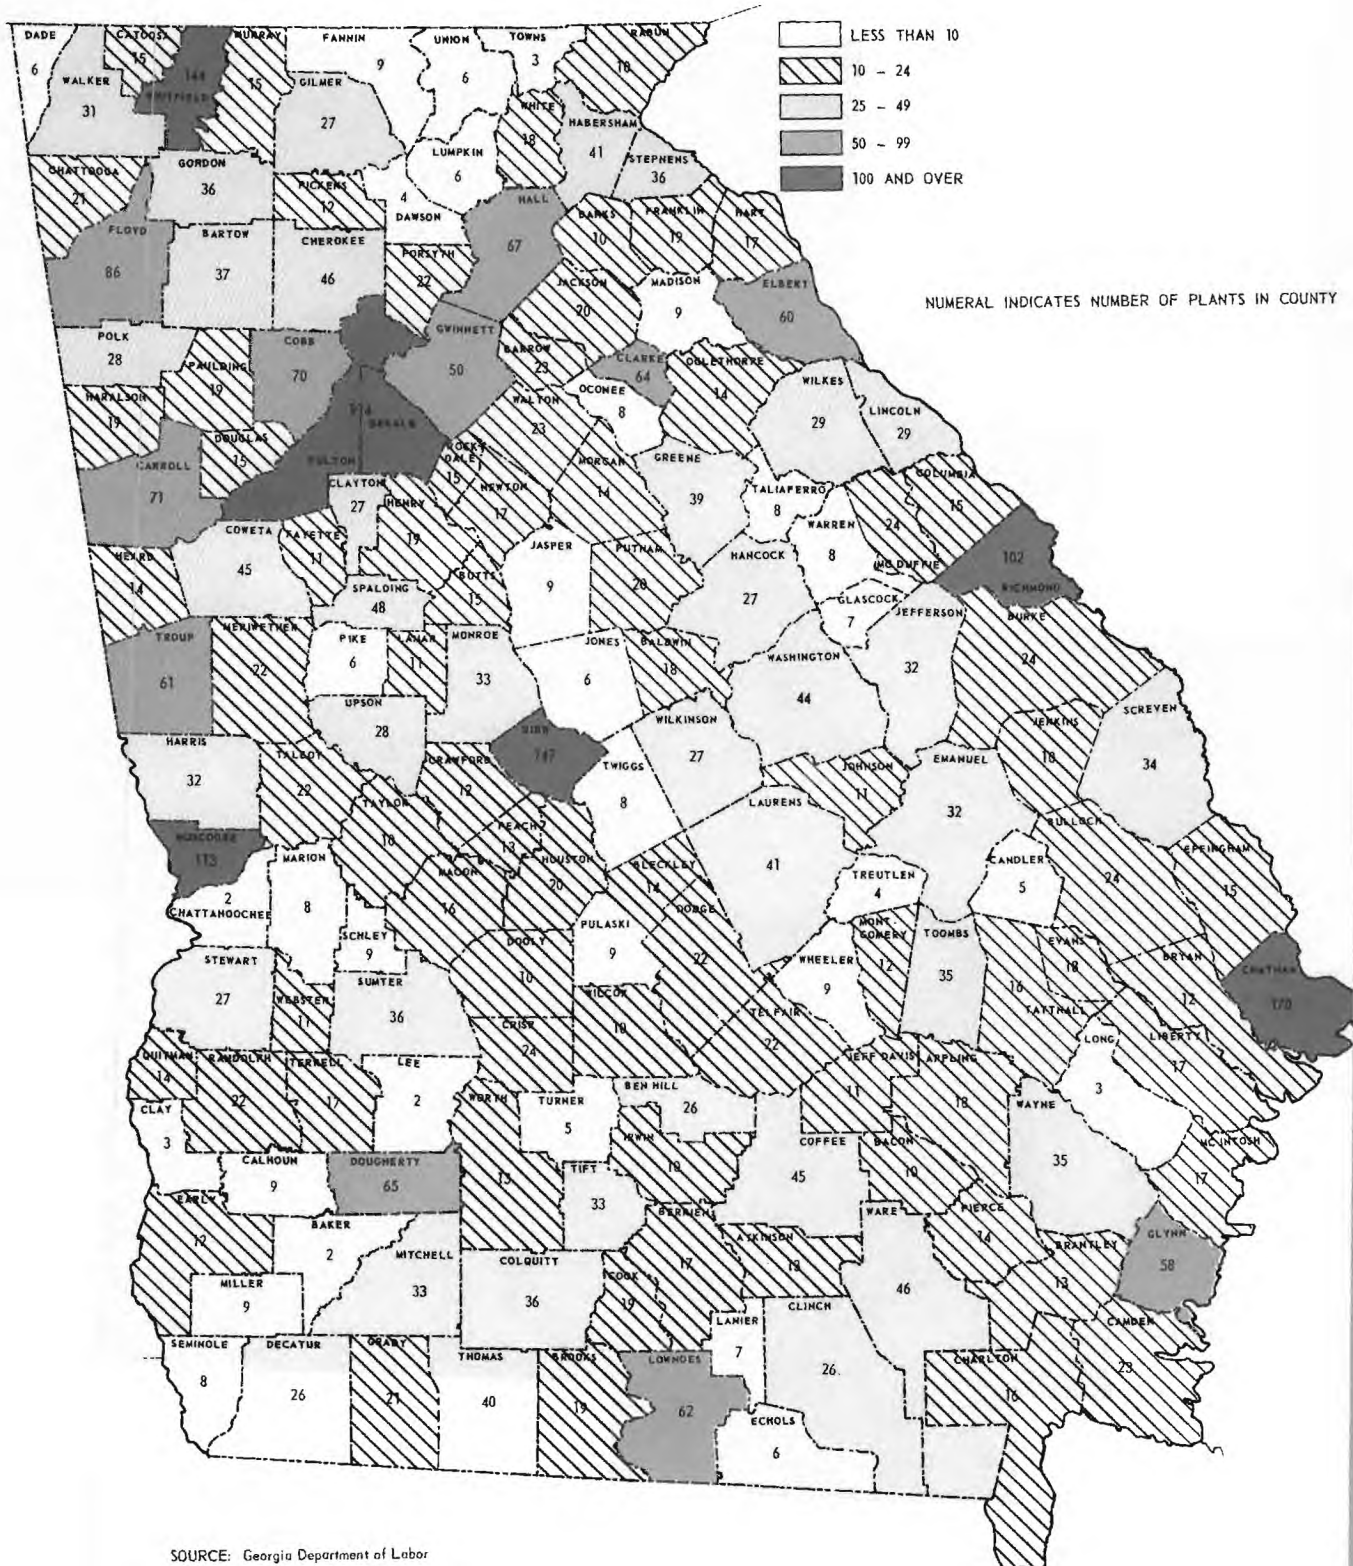 LESS THAN 10
10 – 24
25 – 49
50 – 99
100 AND OVER
NUMERAL INDICATES NUMBER OF PLANTS IN COUNTY
DADE
6
WALKER
31
CATOOSA
15
144
WHITFIELD
MURRAY
15
FANNIN
9
GILMER
27
UNION
6
TOWNS
3
RABUN
10
WHITE
18
HABERSHAM
41
STEPHENS
36
LUMPKIN
6
CHATTOOGA
21
GORDON
36
PICKENS
12
4
DAWSON
HALL
67
BANKS
10
FRANKLIN
19
HART
17
FLOYD
86
BARTOW
37
CHEROKEE
46
FORSYTH
22
JACKSON
20
MADISON
9
ELBERT
60
POLK
28
PAULDING
19
COBB
70
GWINNETT
50
BARROW
23
CLARKE
64
OGLETHORPE
14
WILKES
29
LINCOLN
29
HARALSON
19
DOUGLAS
15
CARROLL
71
FULTON
DEKALB
ROCK-
DALE
15
WALTON
23
OCONEE
8
CLAYTON
27
HENRY
19
NEWTON
17
MORGAN
14
GREENE
39
TALIAFERRO
8
WARREN
8
24
MC DUFFIE
COLUMBIA
15
102
RICHMOND
HEARD
14
COWETA
45
FAYETTE
11
SPALDING
48
BUTTS
15
JASPER
9
PUTNAM
20
HANCOCK
27
GLASCOCK
7
JEFFERSON
32
BURKE
24
TROUP
61
MERIWETHER
22
PIKE
6
LAMAR
11
MONROE
33
JONES
6
BALDWIN
18
WASHINGTON
44
UPSON
28
BIBB
147
WILKINSON
27
JENKINS
10
SCREVEN
34
HARRIS
32
TALBOT
22
CRAWFORD
12
TWIGGS
8
JOHNSON
11
EMANUEL
32
MUSCOGEE
113
TAYLOR
10
PEACH
13
HOUSTON
20
BLECKLEY
14
LAURENS
41
BULLOCH
24
EFFINGHAM
15
MARION
8
MACON
16
TREUTLEN
4
CANDLER
5
2
CHATTAHOOCHEE
SCHLEY
9
PULASKI
9
DODGE
22
WHEELER
9
MONT
GOMERY
12
TOOMBS
35
EVANS
18
BRYAN
12
CHATHAM
170
STEWART
27
WEBSTER
11
SUMTER
36
DOOLY
10
WILCOX
10
TELFAIR
22
16
TATTNALL
LONG
3
LIBERTY
17
CRISP
24
QUITMAN
14
RANDOLPH
22
TERRELL
17
LEE
2
WORTH
13
TURNER
5
BEN HILL
26
JEFF DAVIS
11
APPLING
18
WAYNE
35
CLAY
3
IRWIN
10
COFFEE
45
BACON
10
MC INTOSH
17
CALHOUN
9
DOUGHERTY
65
TIFT
33
EARLY
12
BAKER
2
MITCHELL
33
COLQUITT
36
BERRIEN
17
ATKINSON
12
WARE
46
PIERCE
14
BRANTLEY
13
GLYNN
58
MILLER
9
COOK
19
LANIER
7
CLINCH
26
CHARLTON
16
CAMDEN
23
SEMINOLE
8
DECATUR
26
GRADY
21
THOMAS
40
BROOKS
19
LOWNDES
62
ECHOLS
6
SOURCE: Georgia Department of Labor